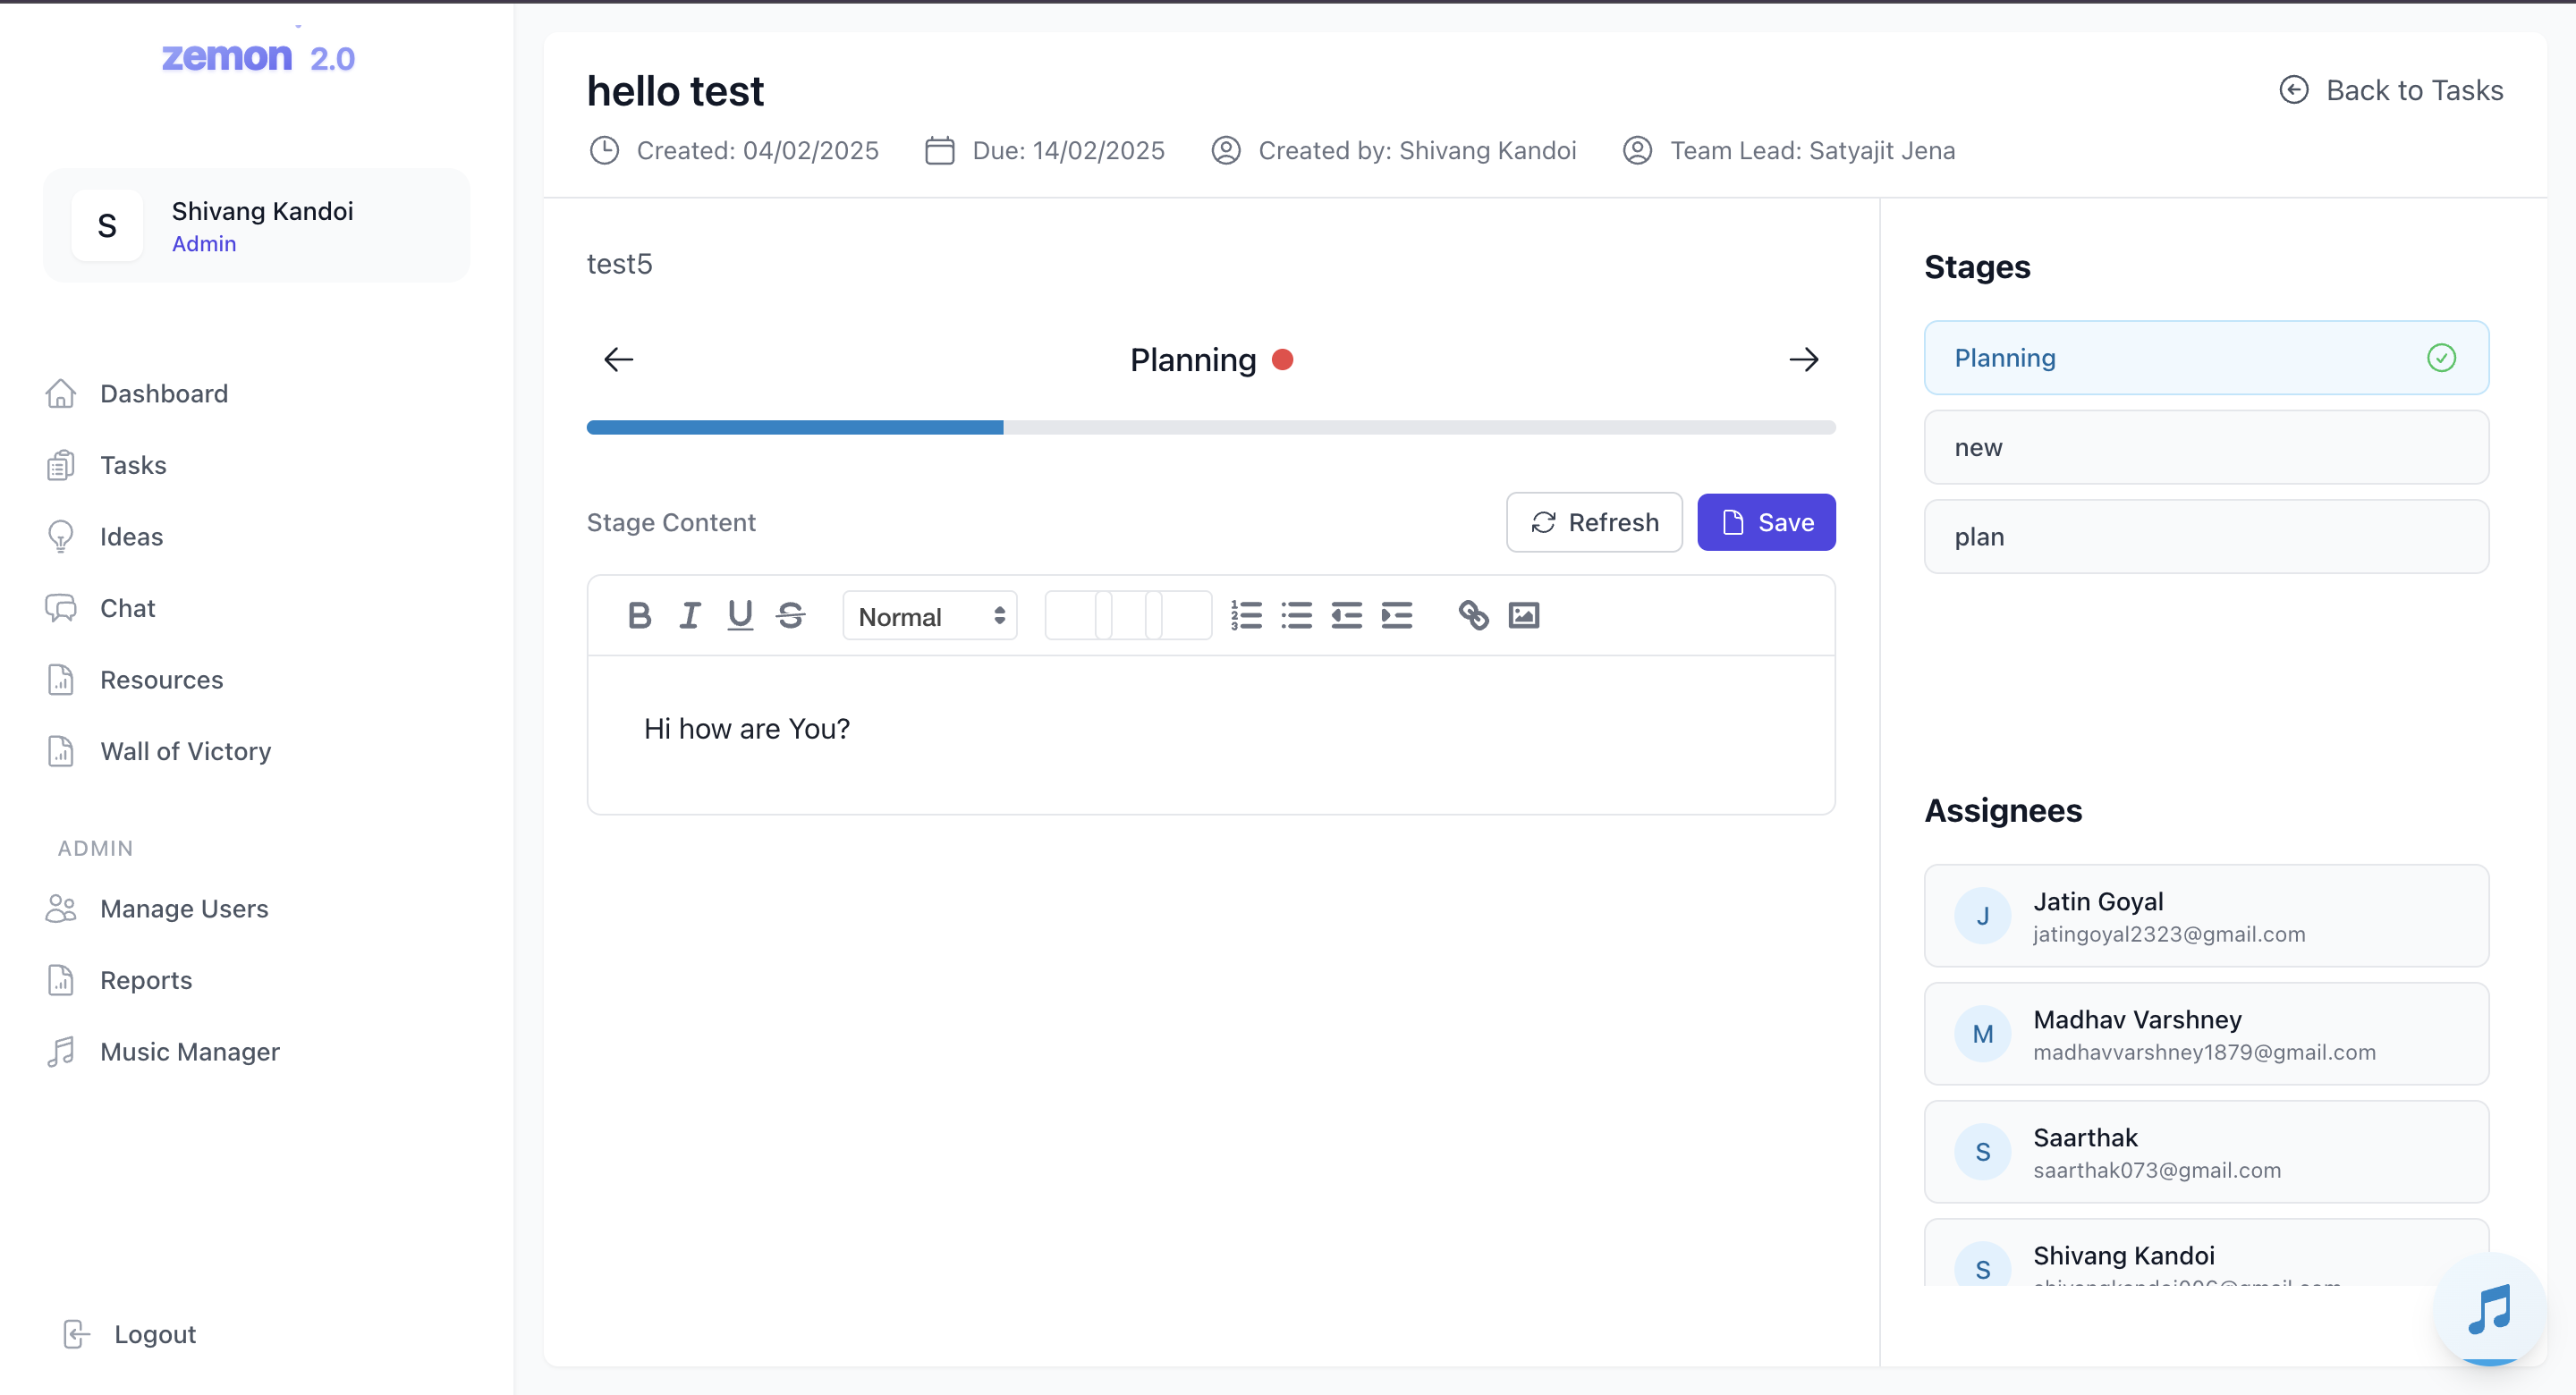 zemon 2.0
S
Shivang Kandoi
Admin
Dashboard
Tasks
Ideas
Chat
Resources
Wall of Victory
ADMIN
Manage Users
Reports
Music Manager
Logout
hello test
Back to Tasks
Created: 04/02/2025 Due: 14/02/2025 Created by: Shivang Kandoi Team Lead: Satyajit Jena
test5
Planning
Stage Content
Refresh
Save
B I U S Normal
Hi how are You?
Stages
Planning
new
plan
Assignees
J
Jatin Goyal
jatingoyal2323@gmail.com
M
Madhav Varshney
madhavvarshney1879@gmail.com
S
Saarthak
saarthak073@gmail.com
S
Shivang Kandoi